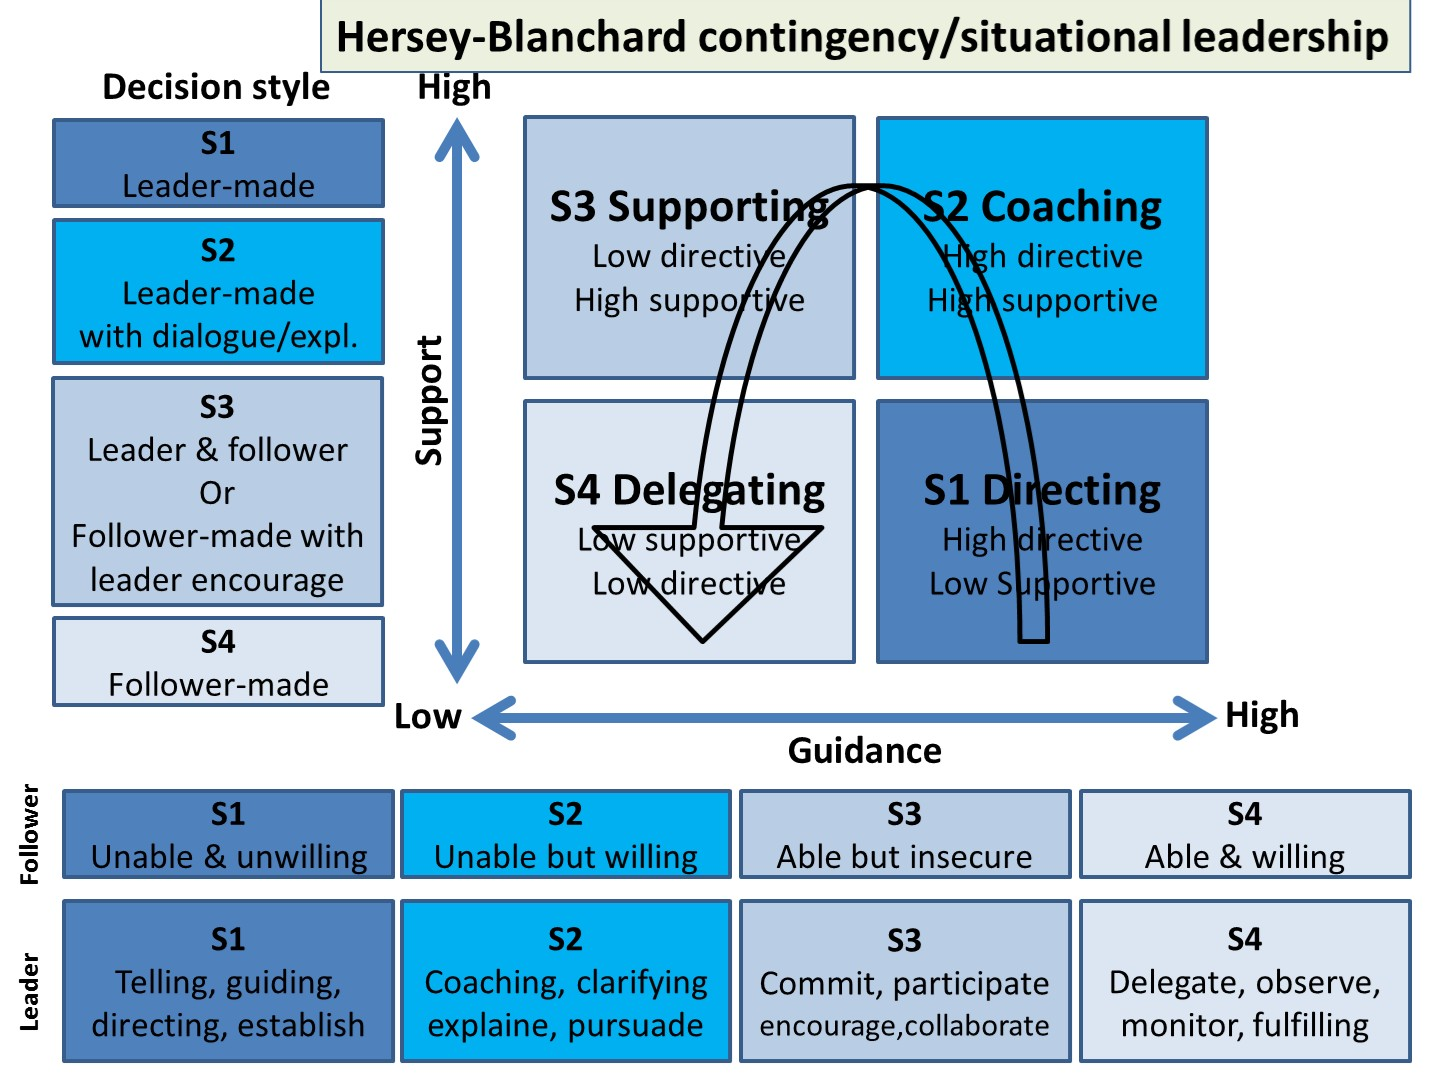 Hersey-Blanchard contingency/situational leadership
Decision style
S1
Leader-made
S2
Leader-made
with dialogue/expl.
S3
Leader & follower
Or
Follower-made with
leader encourage
S4
Follower-made
High
Support
Low
S3 Supporting
Low directive
High supportive
S2 Coaching
High directive
High supportive
S4 Delegating
Low supportive
Low directive
S1 Directing
High directive
Low Supportive
High
Guidance
Follower
S1
Unable & unwilling
S2
Unable but willing
S3
Able but insecure
S4
Able & willing
Leader
S1
Telling, guiding,
directing, establish
S2
Coaching, clarifying
explaine, pursuade
S3
Commit, participate
encourage,collaborate
S4
Delegate, observe,
monitor, fulfilling